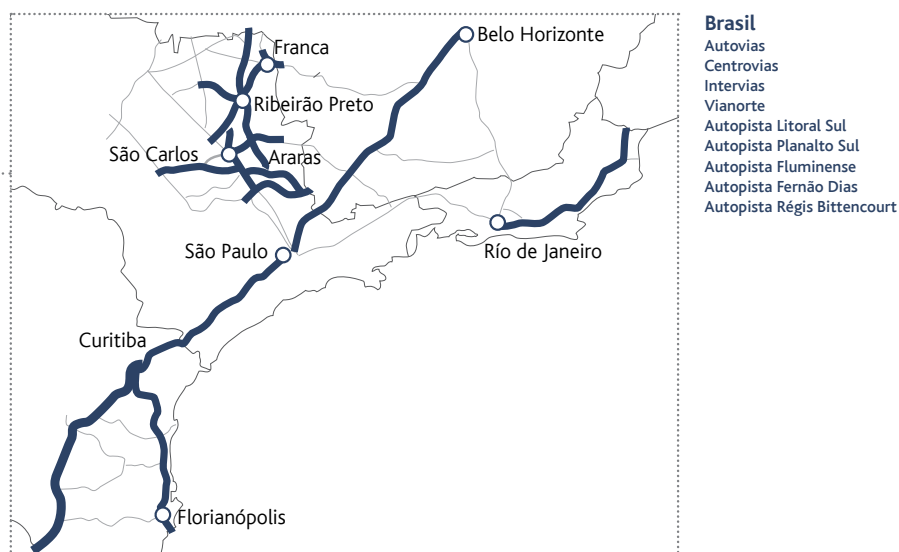 Belo Horizonte
Franca
Ribeirão Preto
São Carlos
Araras
São Paulo
Río de Janeiro
Curitiba
Florianópolis
Brasil
Autovias
Centrovias
Intervias
Vianorte
Autopista Litoral Sul
Autopista Planalto Sul
Autopista Fluminense
Autopista Fernão Dias
Autopista Régis Bittencourt